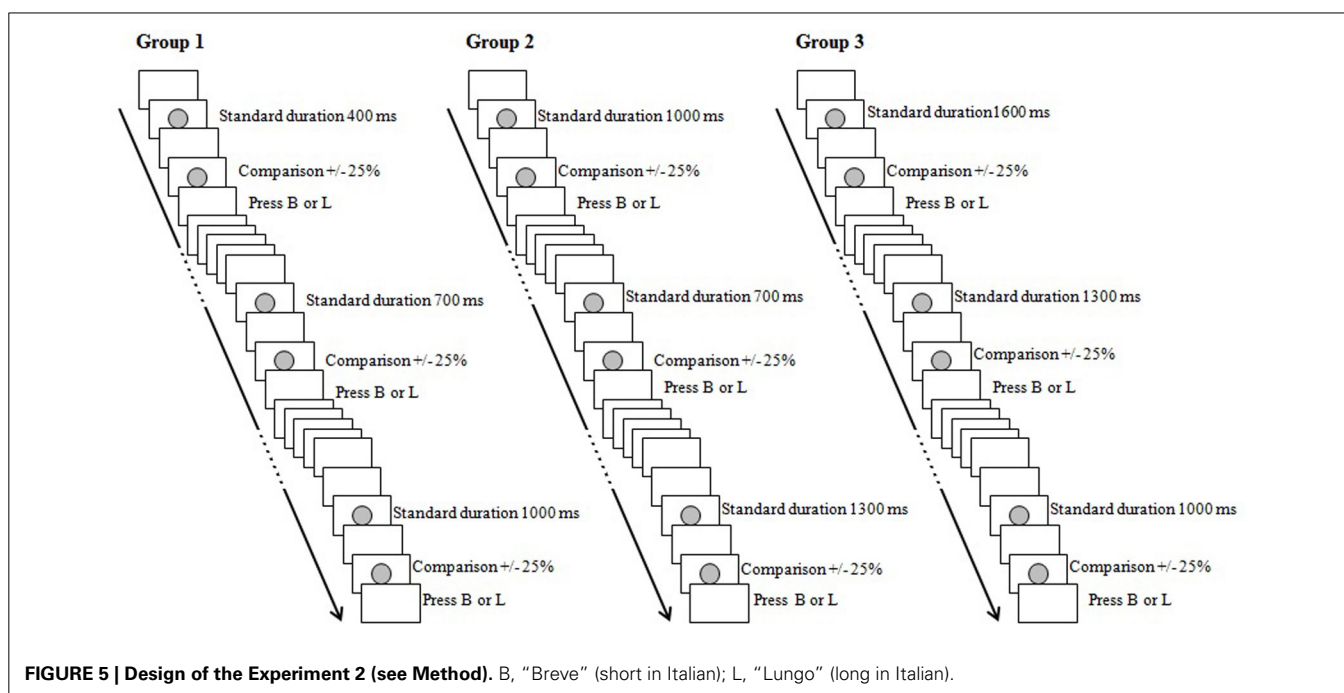 Group 1
Standard duration 400 ms
Comparison +/-25%
Press B or L
Standard duration 700 ms
Comparison +/-25%
Press B or L
Standard duration 1000 ms
Comparison +/-25%
Press B or L
Group 2
Standard duration 1000 ms
Comparison +/-25%
Press B or L
Standard duration 700 ms
Comparison +/-25%
Press B or L
Standard duration 1300 ms
Comparison +/-25%
Press B or L
Group 3
Standard duration1600 ms
Comparison +/-25%
Press B or L
Standard duration 1300 ms
Comparison +/-25%
Press B or L
Standard duration 1000 ms
Comparison +/-25%
Press B or L
FIGURE 5 | Design of the Experiment 2 (see Method). B, “Breve” (short in Italian); L, “Lungo” (long in Italian).